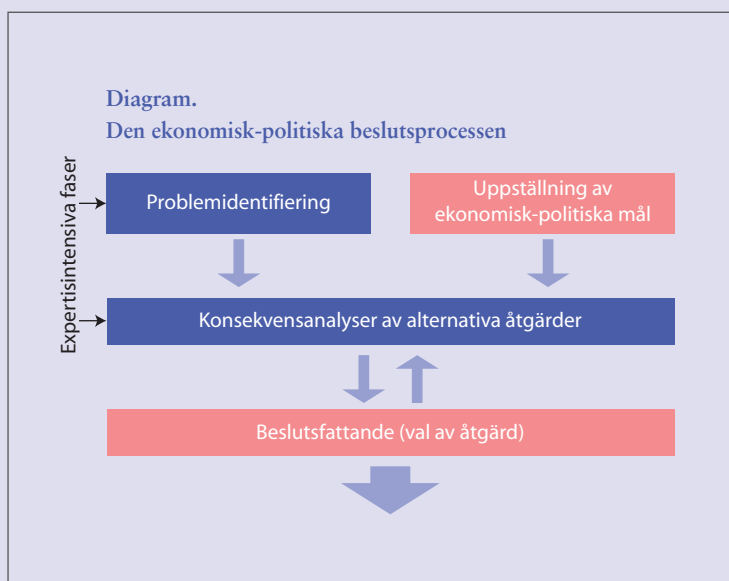 Diagram.
Den ekonomisk-politiska beslutsprocessen
Expertisintensiva faser
Problemidentifiering
Uppställning av
ekonomisk-politiska mål
Konsekvensanalyser av alternativa åtgärder
Beslutsfattande (val av åtgärd)